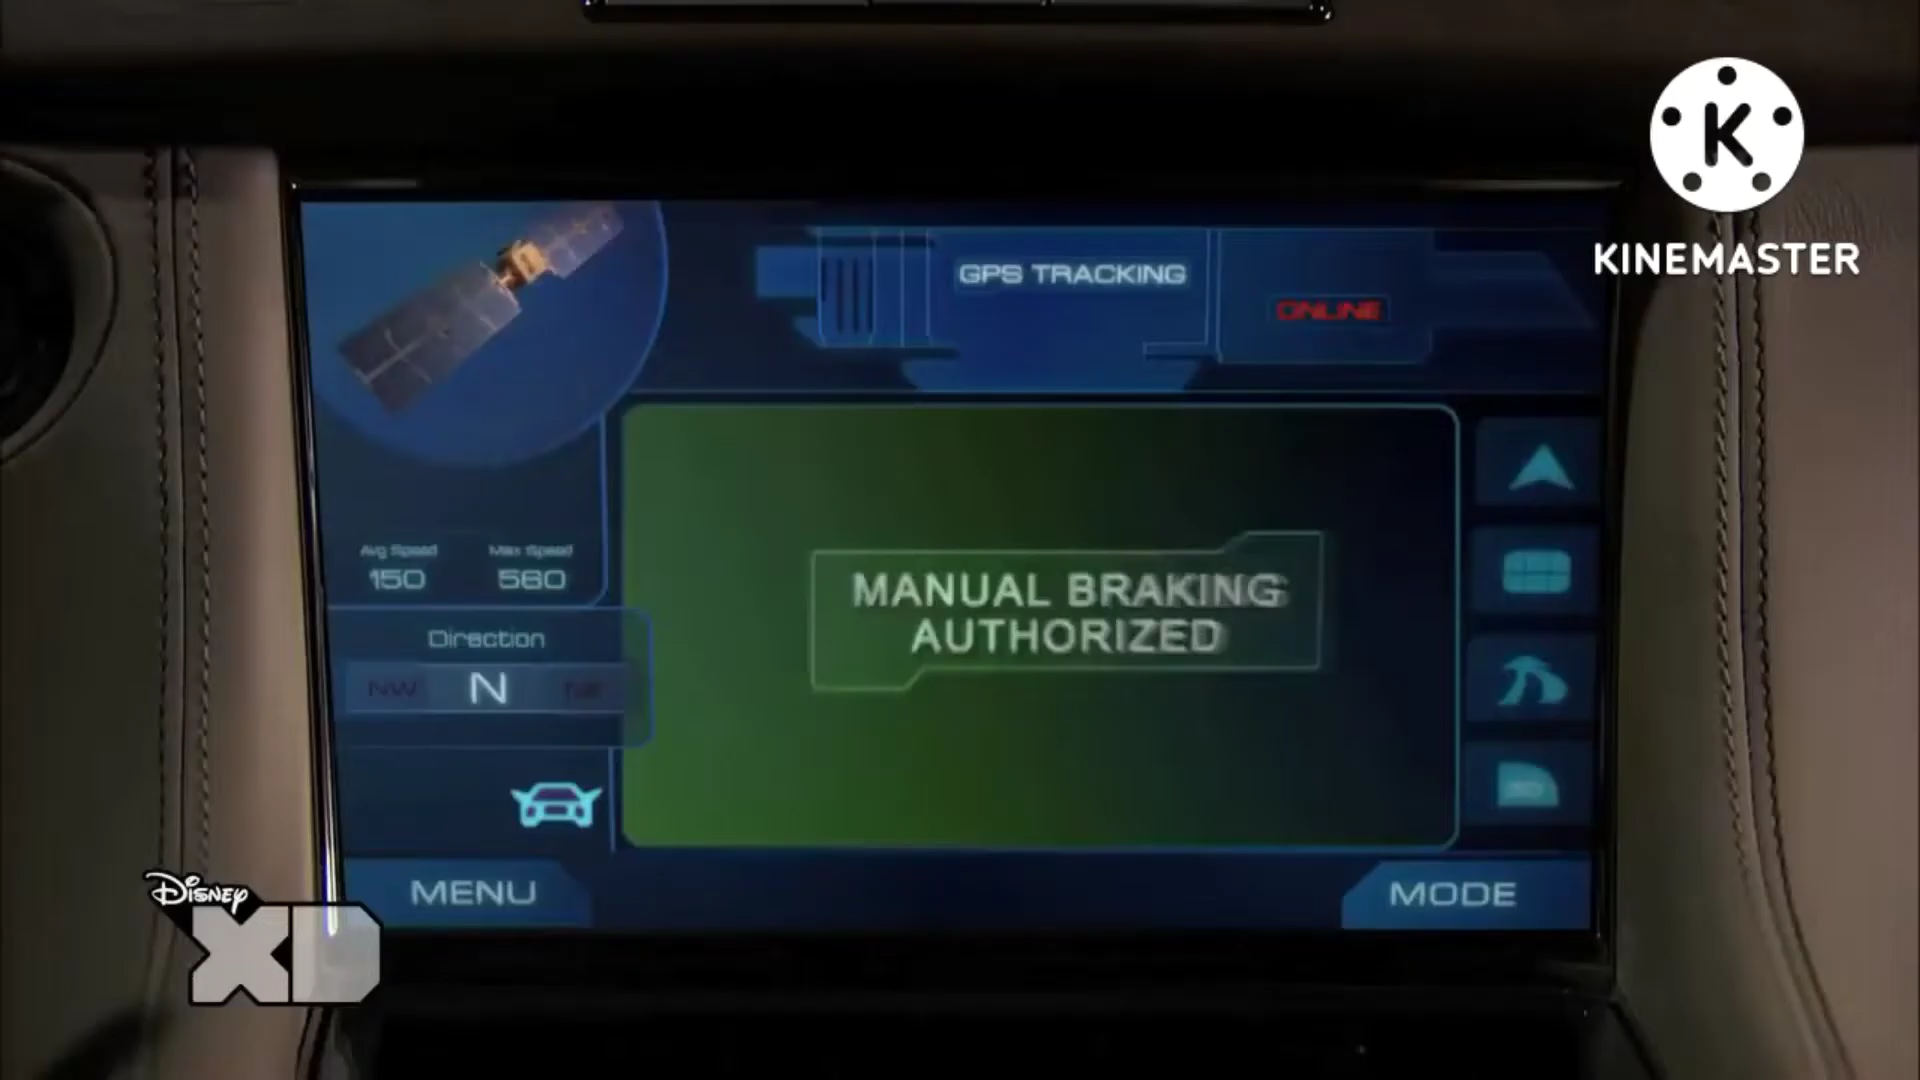 K
KINEMASTER
GPS TRACKING
ONLINE
Avg Speed
Max Speed
150
560
Direction
NW
N
NE
MANUAL BRAKING
AUTHORIZED
MENU
MODE
DISNEY
XD